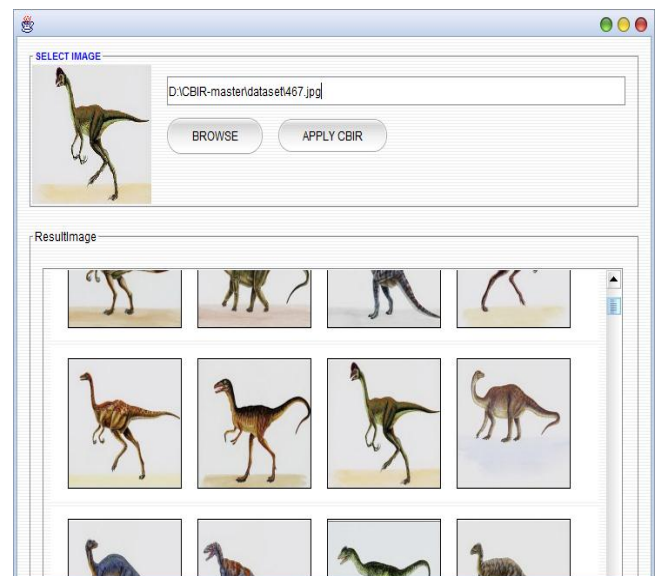 SELECT IMAGE
D:\CBIR-master\dataset\467.jpg
BROWSE
APPLY CBIR
ResultImage